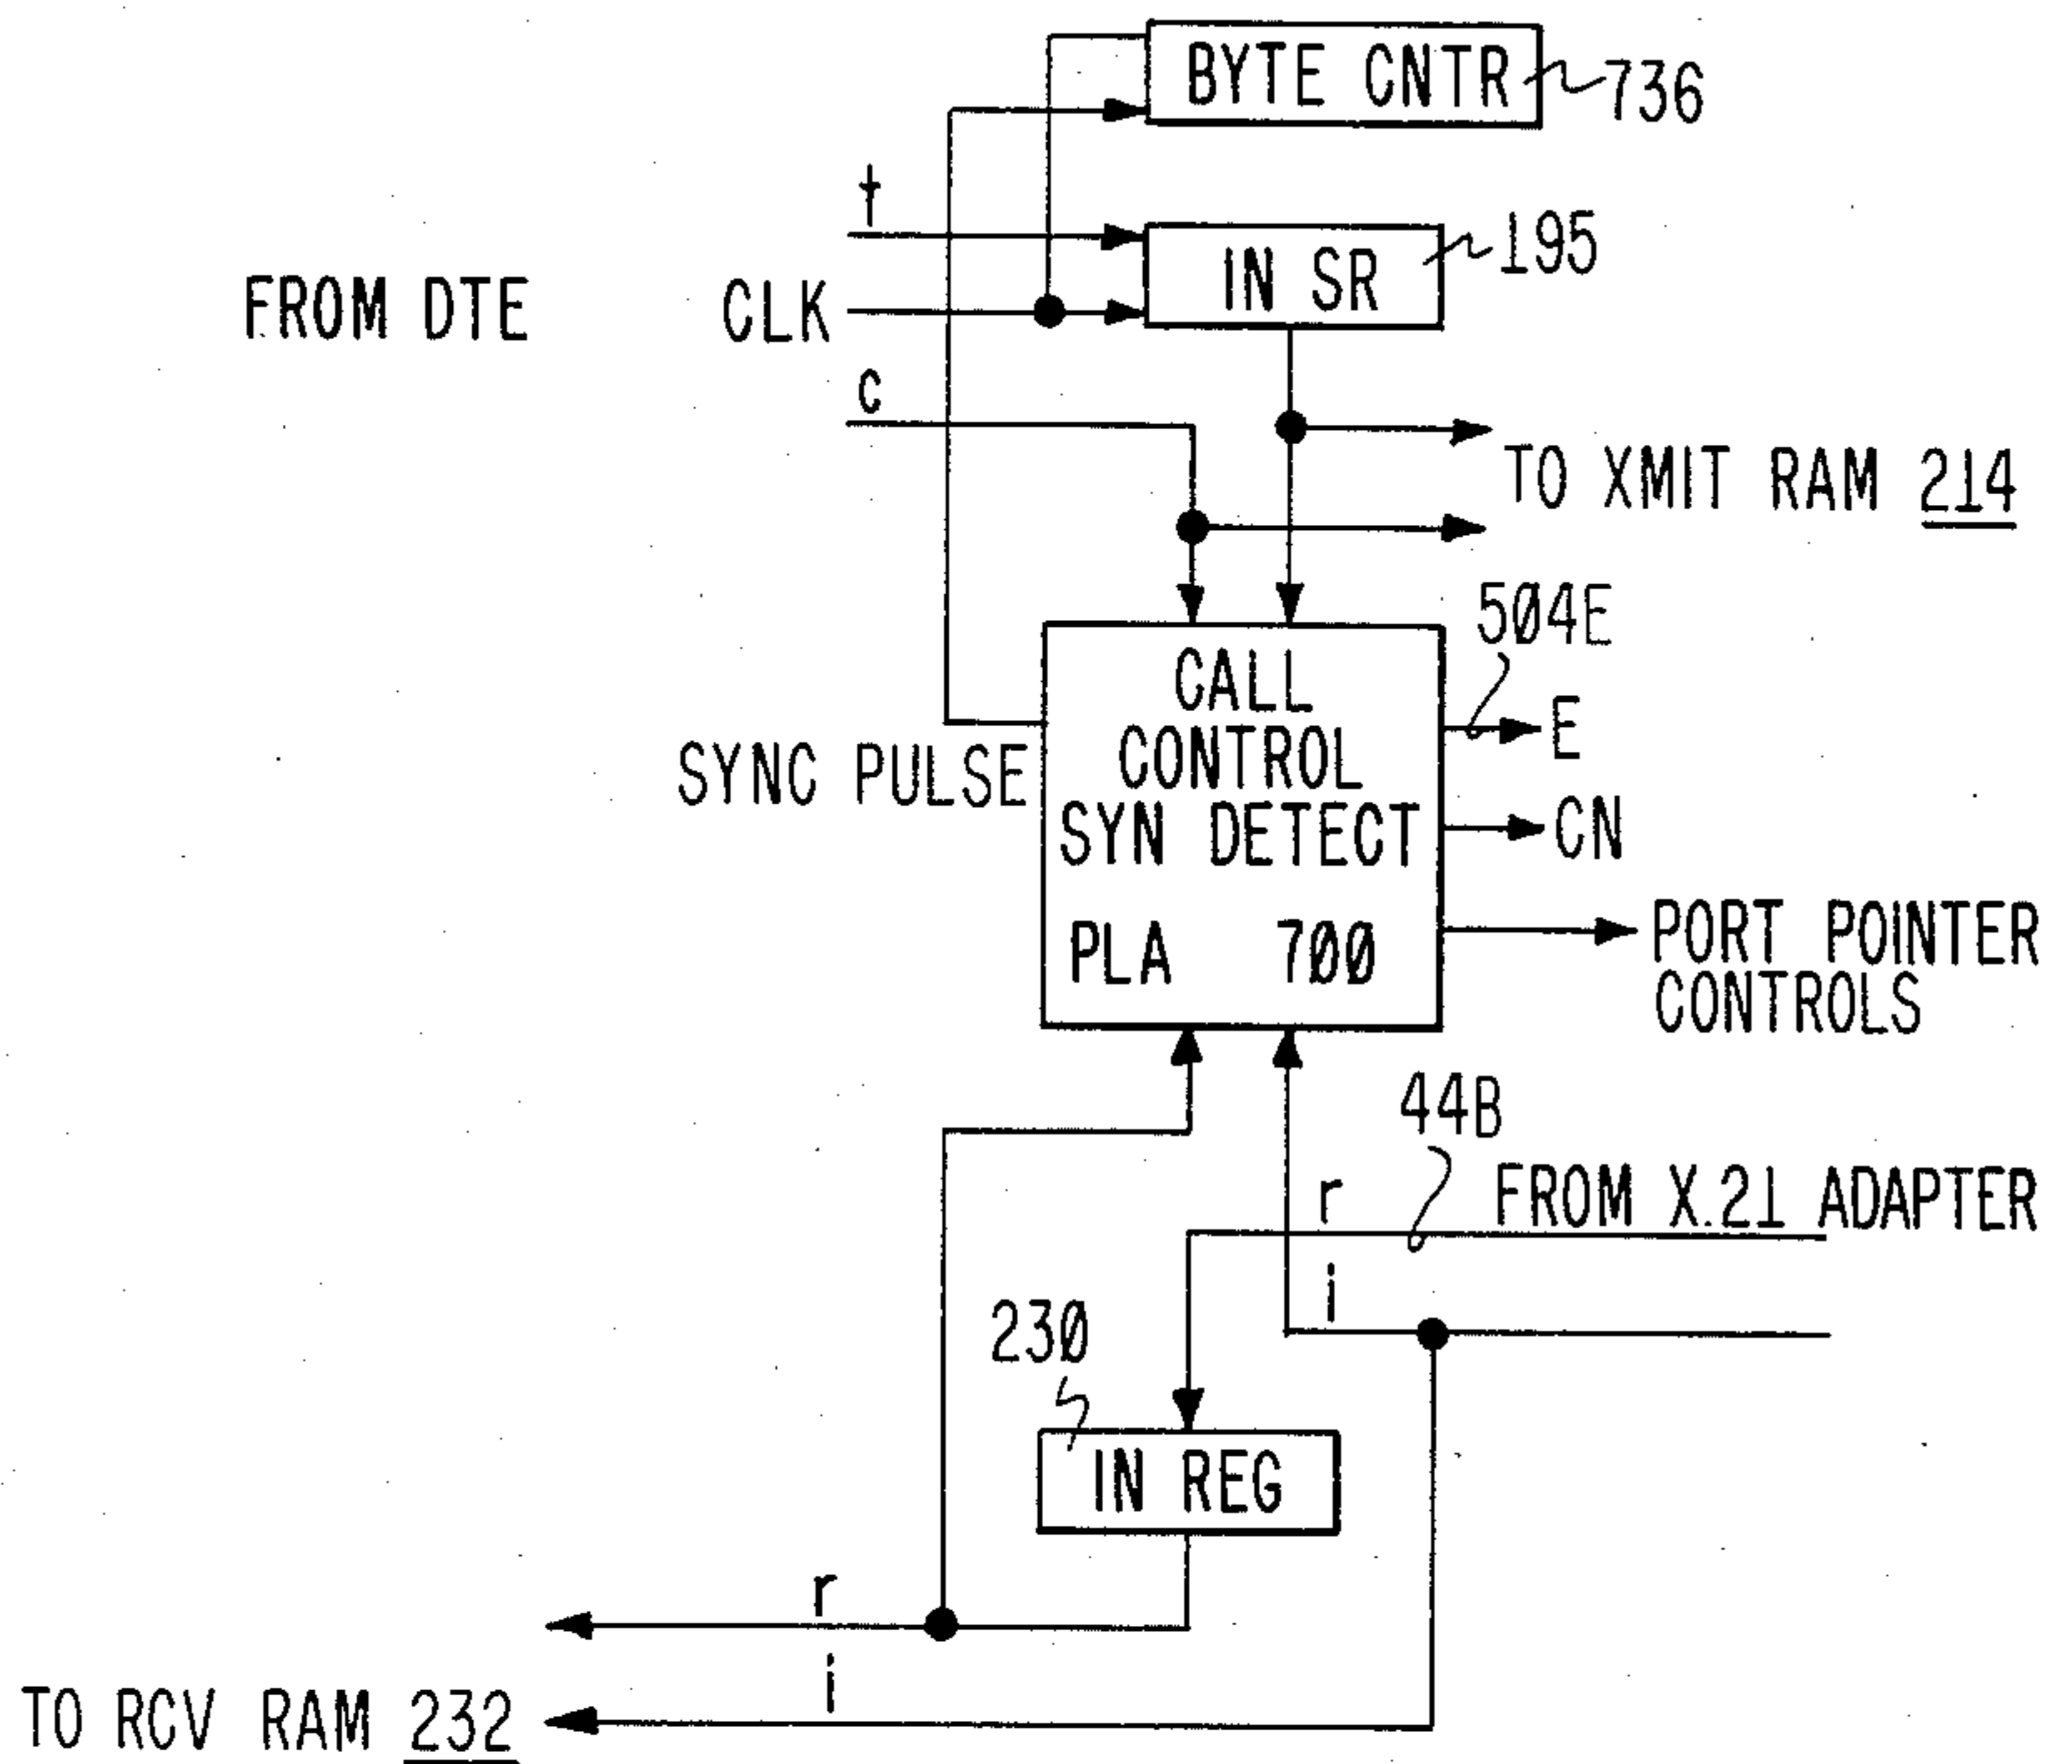 BYTE CNTR
736
t
IN SR
195
FROM DTE
CLK
c
TO XMIT RAM 214
504E
CALL
CONTROL
SYN DETECT
PLA 700
E
SYNC PULSE
CN
PORT POINTER
CONTROLS
44B
r
FROM X.21 ADAPTER
i
230
IN REG
r
i
TO RCV RAM 232